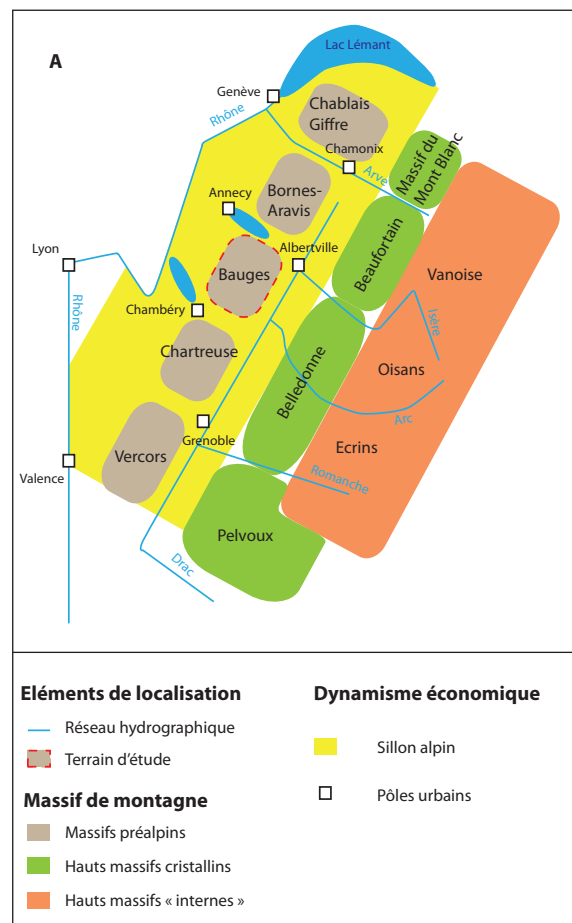 A
Lac Lémant
Genève
Rhône
Chablais
Giffre
Chamonix
Arve
Massif du
Mont Blanc
Bornes-
Aravis
Annecy
Lyon
Albertville
Beaufortain
Bauges
Vanoise
Rhône
Chambéry
Isère
Chartreuse
Oisans
Belledonne
Arc
Grenoble
Ecrins
Vercors
Valence
Romanche
Pelvoux
Drac
Eléments de localisation
Réseau hydrographique
Terrain d'étude
Massif de montagne
Massifs préalpins
Hauts massifs cristallins
Hauts massifs « internes »
Dynamisme économique
Sillon alpin
Pôles urbains